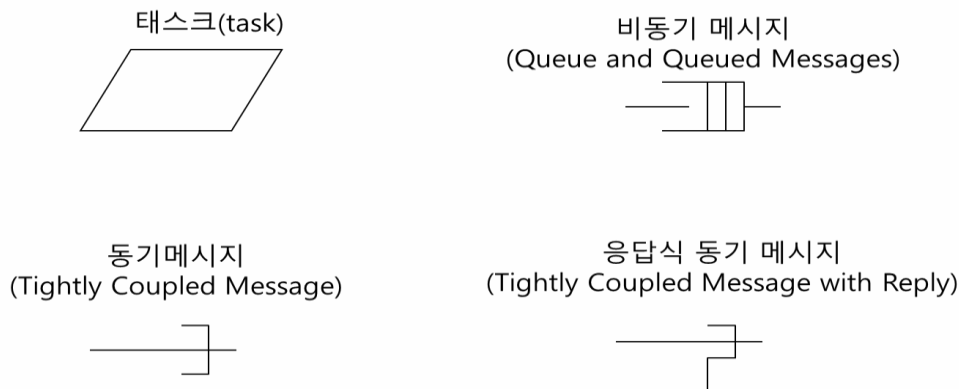 태스크(task)
비동기 메시지
(Queue and Queued Messages)
동기메시지
(Tightly Coupled Message)
응답식 동기 메시지
(Tightly Coupled Message with Reply)